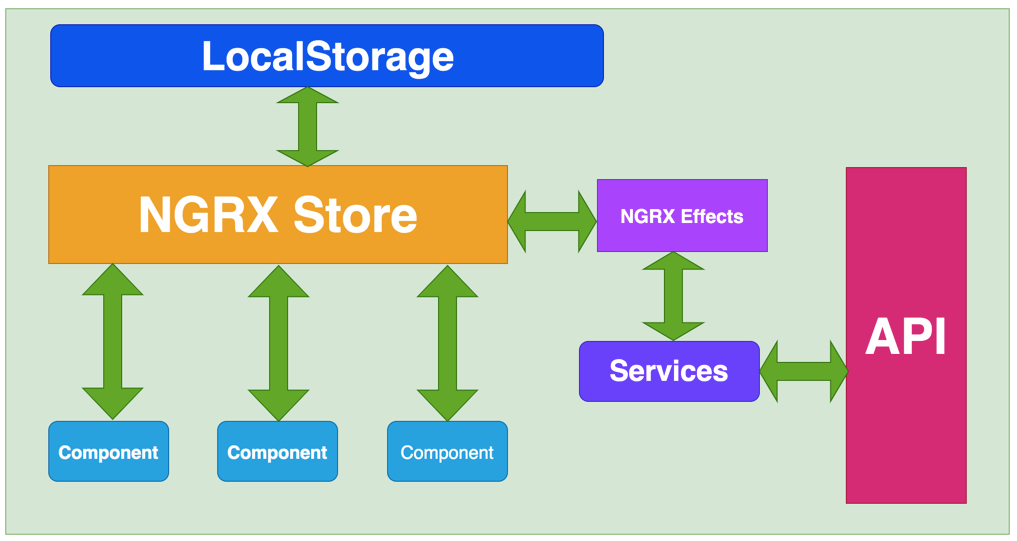 LocalStorage
NGRX Store
NGRX Effects
API
Services
Component
Component
Component